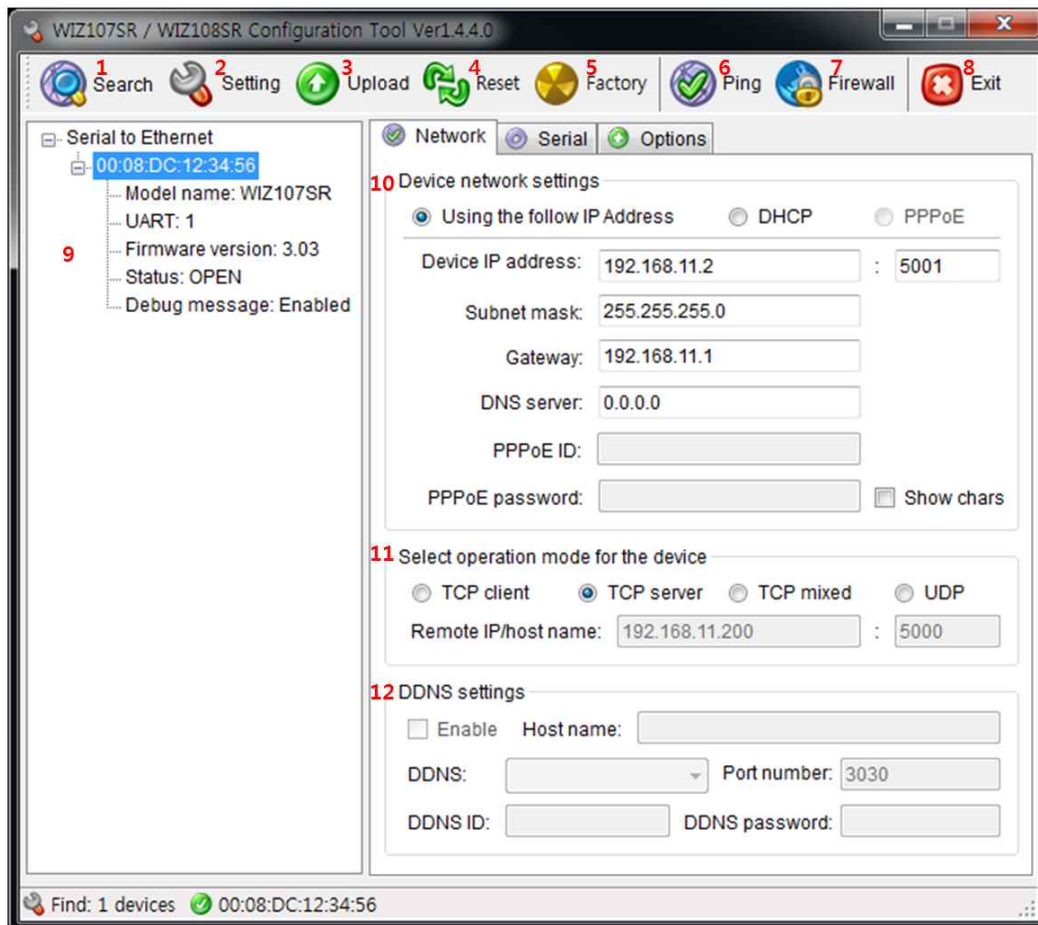 WIZ107SR / WIZ108SR Configuration Tool Ver1.4.4.0
1 Search 2 Setting 3 Upload 4 Reset 5 Factory 6 Ping 7 Firewall 8 Exit
Serial to Ethernet
00:08:DC:12:34:56
Model name: WIZ107SR
UART: 1
9
Firmware version: 3.03
Status: OPEN
Debug message: Enabled
Network Serial Options
10 Device network settings
Using the follow IP Address DHCP PPPoE
Device IP address: 192.168.11.2 : 5001
Subnet mask: 255.255.255.0
Gateway: 192.168.11.1
DNS server: 0.0.0.0
PPPoE ID:
PPPoE password: Show chars
11 Select operation mode for the device
TCP client TCP server TCP mixed UDP
Remote IP/host name: 192.168.11.200 : 5000
12 DDNS settings
Enable Host name:
DDNS: Port number: 3030
DDNS ID: DDNS password:
Find: 1 devices 00:08:DC:12:34:56